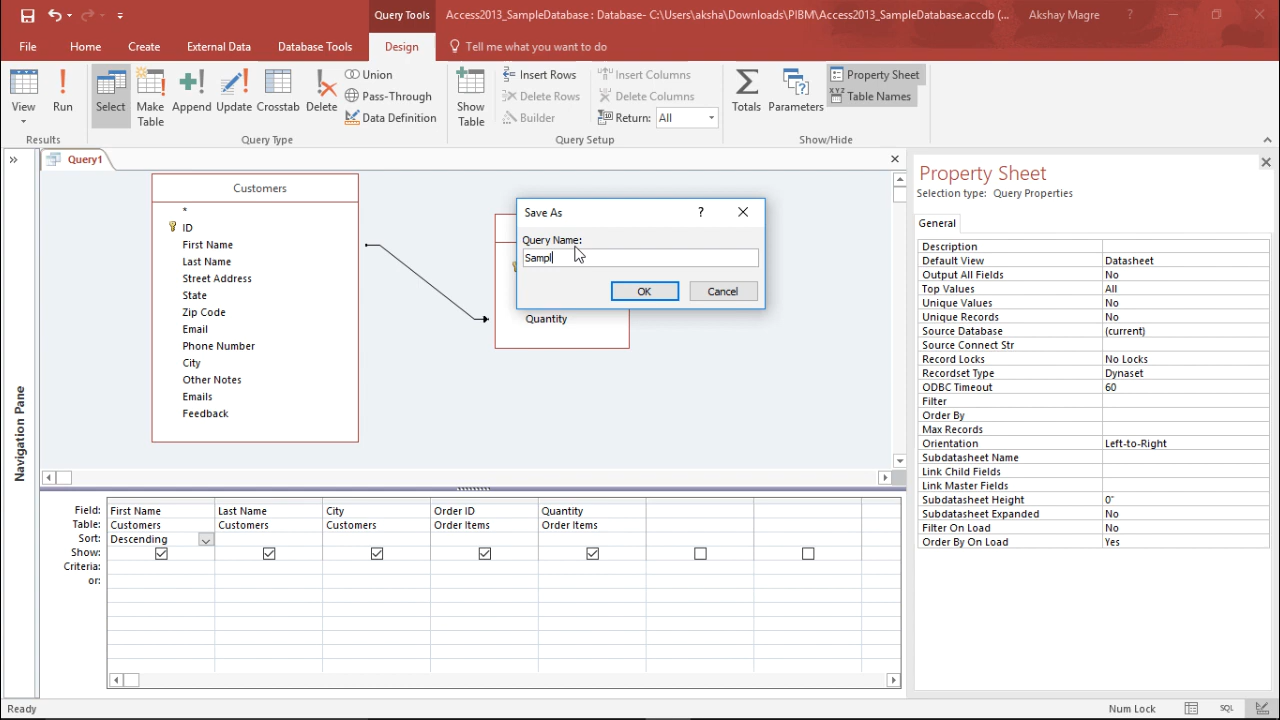 Query Tools
Access2013_SampleDatabase : Database- C:\Users\aksha\Downloads\PIBM\Access2013_SampleDatabase.accdb (...
Akshay Magre
?
File
Home
Create
External Data
Database Tools
Design
Tell me what you want to do
View
Run
Results
Select
Make Table
Append
Update
Crosstab
Delete
Union
Pass-Through
Data Definition
Query Type
Show Table
Insert Rows
Delete Rows
Builder
Insert Columns
Delete Columns
Return: All
Query Setup
Totals
Parameters
Property Sheet
XYZ Table Names
Show/Hide
Navigation Pane
Query1
Customers
*
ID
First Name
Last Name
Street Address
State
Zip Code
Email
Phone Number
City
Other Notes
Emails
Feedback
Quantity
Save As
?
Query Name:
Sampl
OK
Cancel
Field: First Name Last Name City Order ID Quantity
Table: Customers Customers Customers Order Items Order Items
Sort: Descending
Show:
Criteria:
or:
Property Sheet
Selection type: Query Properties
General
Description
Default View Datasheet
Output All Fields No
Top Values All
Unique Values No
Unique Records No
Source Database (current)
Source Connect Str
Record Locks No Locks
Recordset Type Dynaset
ODBC Timeout 60
Filter
Order By
Max Records
Orientation Left-to-Right
Subdatasheet Name
Link Child Fields
Link Master Fields
Subdatasheet Height 0"
Subdatasheet Expanded No
Filter On Load No
Order By On Load Yes
Ready
Num Lock
SQL